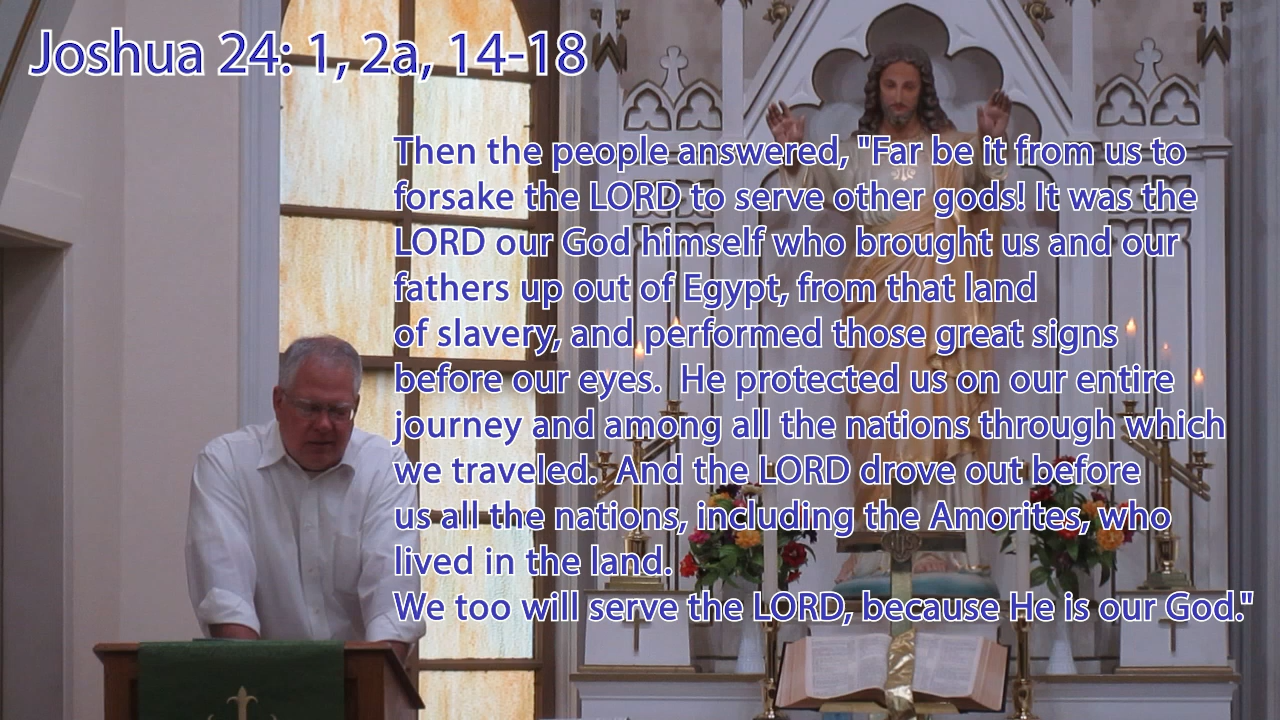 Joshua 24: 1, 2a, 14-18
Then the people answered, "Far be it from us to
forsake the LORD to serve other gods! It was the
LORD our God himself who brought us and our
fathers up out of Egypt, from that land
of slavery, and performed those great signs
before our eyes.  He protected us on our entire
journey and among all the nations through which
we traveled.  And the LORD drove out before
us all the nations, including the Amorites, who
lived in the land.
We too will serve the LORD, because He is our God."